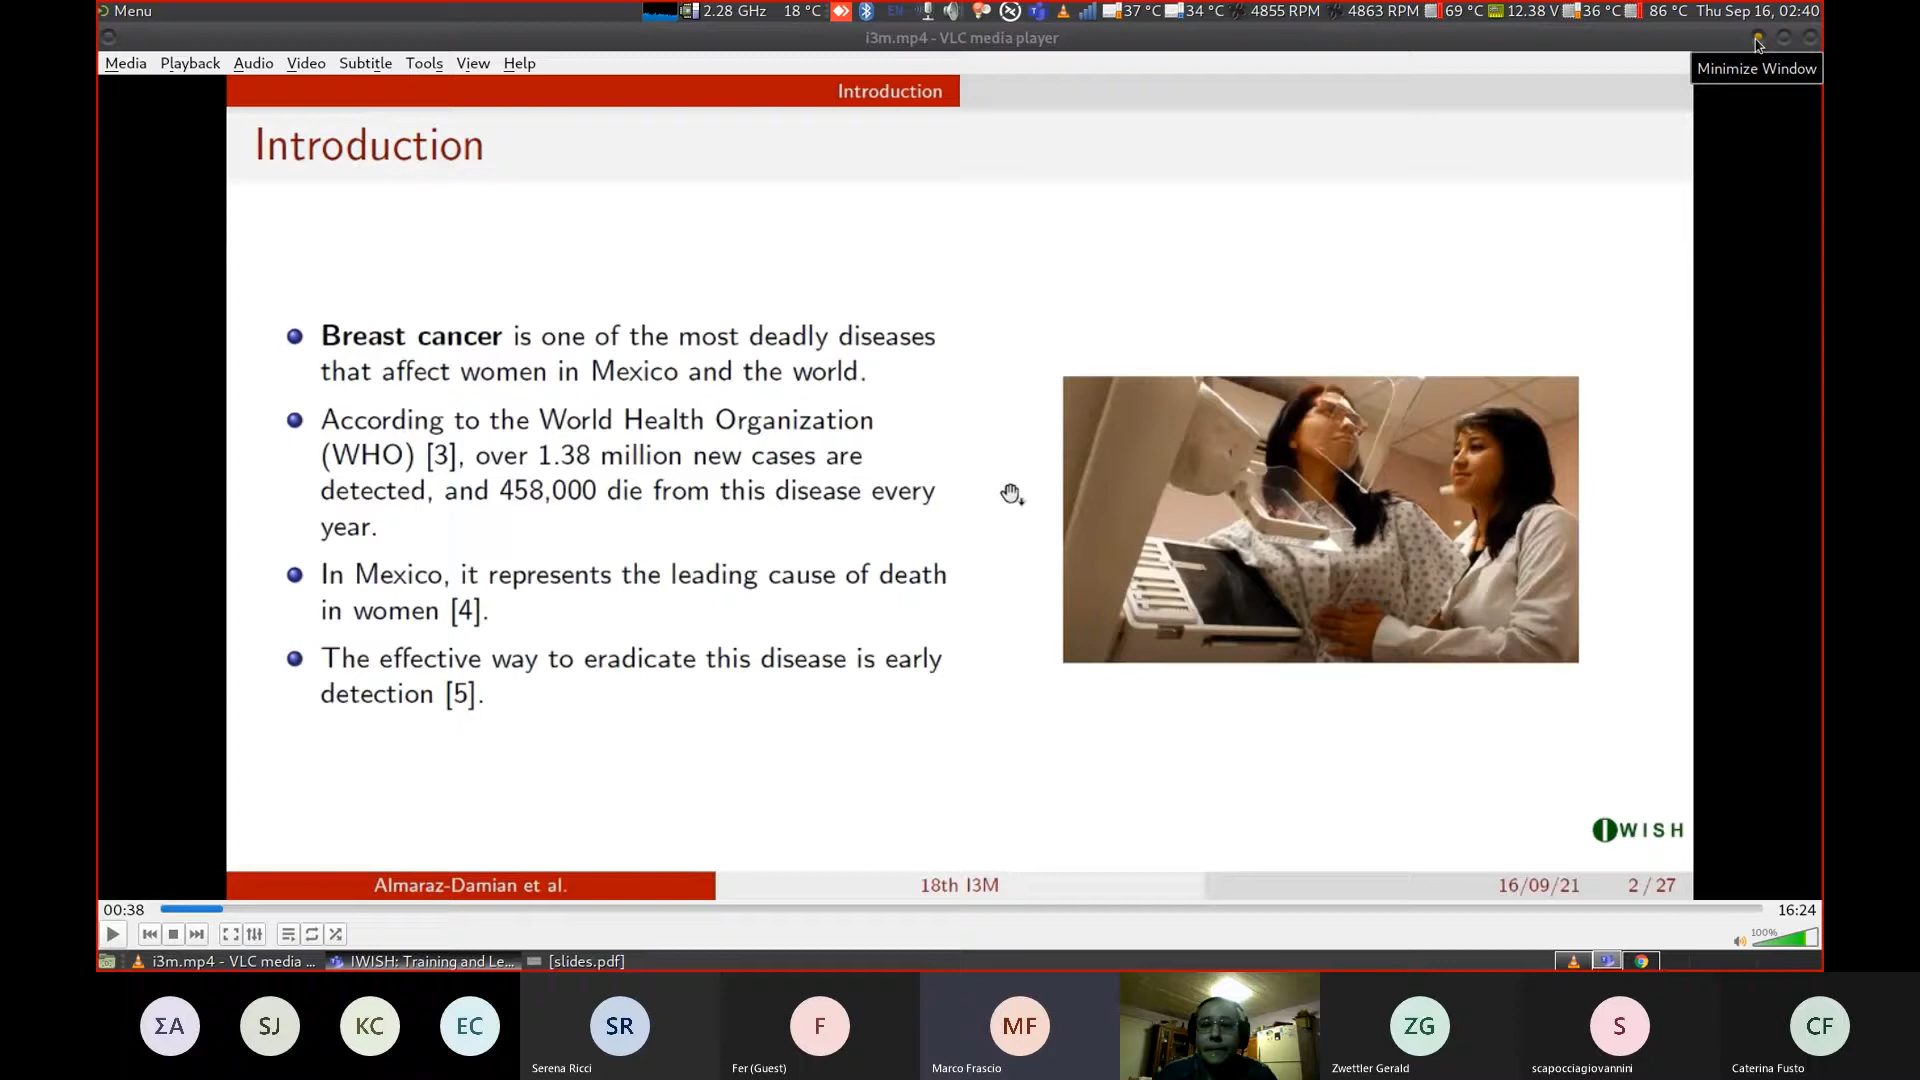 Menu
2.28 GHz 18 °C EN 37 °C 34 °C 4855 RPM 4863 RPM 69 °C 12.38 V 36 °C 86 °C Thu Sep 16, 02:40
i3m.mp4 - VLC media player
Media Playback Audio Video Subtitle Tools View Help
Minimize Window
Introduction
Introduction
Breast cancer is one of the most deadly diseases
that affect women in Mexico and the world.
According to the World Health Organization
(WHO) [3], over 1.38 million new cases are
detected, and 458,000 die from this disease every
year.
In Mexico, it represents the leading cause of death
in women [4].
The effective way to eradicate this disease is early
detection [5].
WISH
Almaraz-Damian et al. 18th I3M 16/09/21 2 / 27
00:38 16:24
100%
i3m.mp4 - VLC media ... IWISH: Training and Le... [slides.pdf]
ΣA SJ KC EC SR F MF ZG S CF
Serena Ricci Fer (Guest) Marco Frascio Zwettler Gerald scapocciagiovannini Caterina Fusto